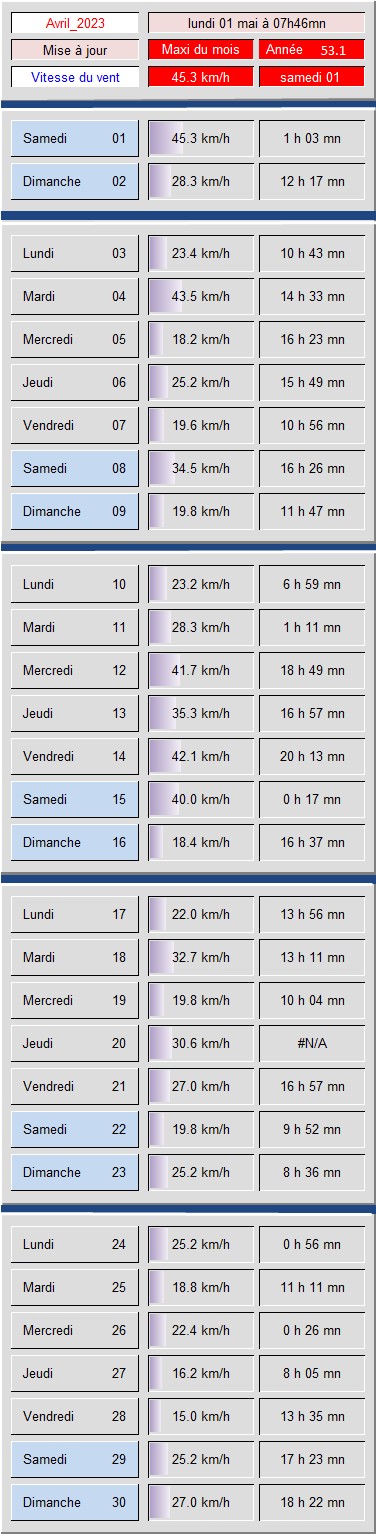 Avril_2023 lundi 01 mai à 07h46mn
Mise à jour Maxi du mois Année 53.1
Vitesse du vent 45.3 km/h samedi 01
Samedi 01 45.3 km/h 1 h 03 mn
Dimanche 02 28.3 km/h 12 h 17 mn
Lundi 03 23.4 km/h 10 h 43 mn
Mardi 04 43.5 km/h 14 h 33 mn
Mercredi 05 18.2 km/h 16 h 23 mn
Jeudi 06 25.2 km/h 15 h 49 mn
Vendredi 07 19.6 km/h 10 h 56 mn
Samedi 08 34.5 km/h 16 h 26 mn
Dimanche 09 19.8 km/h 11 h 47 mn
Lundi 10 23.2 km/h 6 h 59 mn
Mardi 11 28.3 km/h 1 h 11 mn
Mercredi 12 41.7 km/h 18 h 49 mn
Jeudi 13 35.3 km/h 16 h 57 mn
Vendredi 14 42.1 km/h 20 h 13 mn
Samedi 15 40.0 km/h 0 h 17 mn
Dimanche 16 18.4 km/h 16 h 37 mn
Lundi 17 22.0 km/h 13 h 56 mn
Mardi 18 32.7 km/h 13 h 11 mn
Mercredi 19 19.8 km/h 10 h 04 mn
Jeudi 20 30.6 km/h #N/A
Vendredi 21 27.0 km/h 16 h 57 mn
Samedi 22 19.8 km/h 9 h 52 mn
Dimanche 23 25.2 km/h 8 h 36 mn
Lundi 24 25.2 km/h 0 h 56 mn
Mardi 25 18.8 km/h 11 h 11 mn
Mercredi 26 22.4 km/h 0 h 26 mn
Jeudi 27 16.2 km/h 8 h 05 mn
Vendredi 28 15.0 km/h 13 h 35 mn
Samedi 29 25.2 km/h 17 h 23 mn
Dimanche 30 27.0 km/h 18 h 22 mn